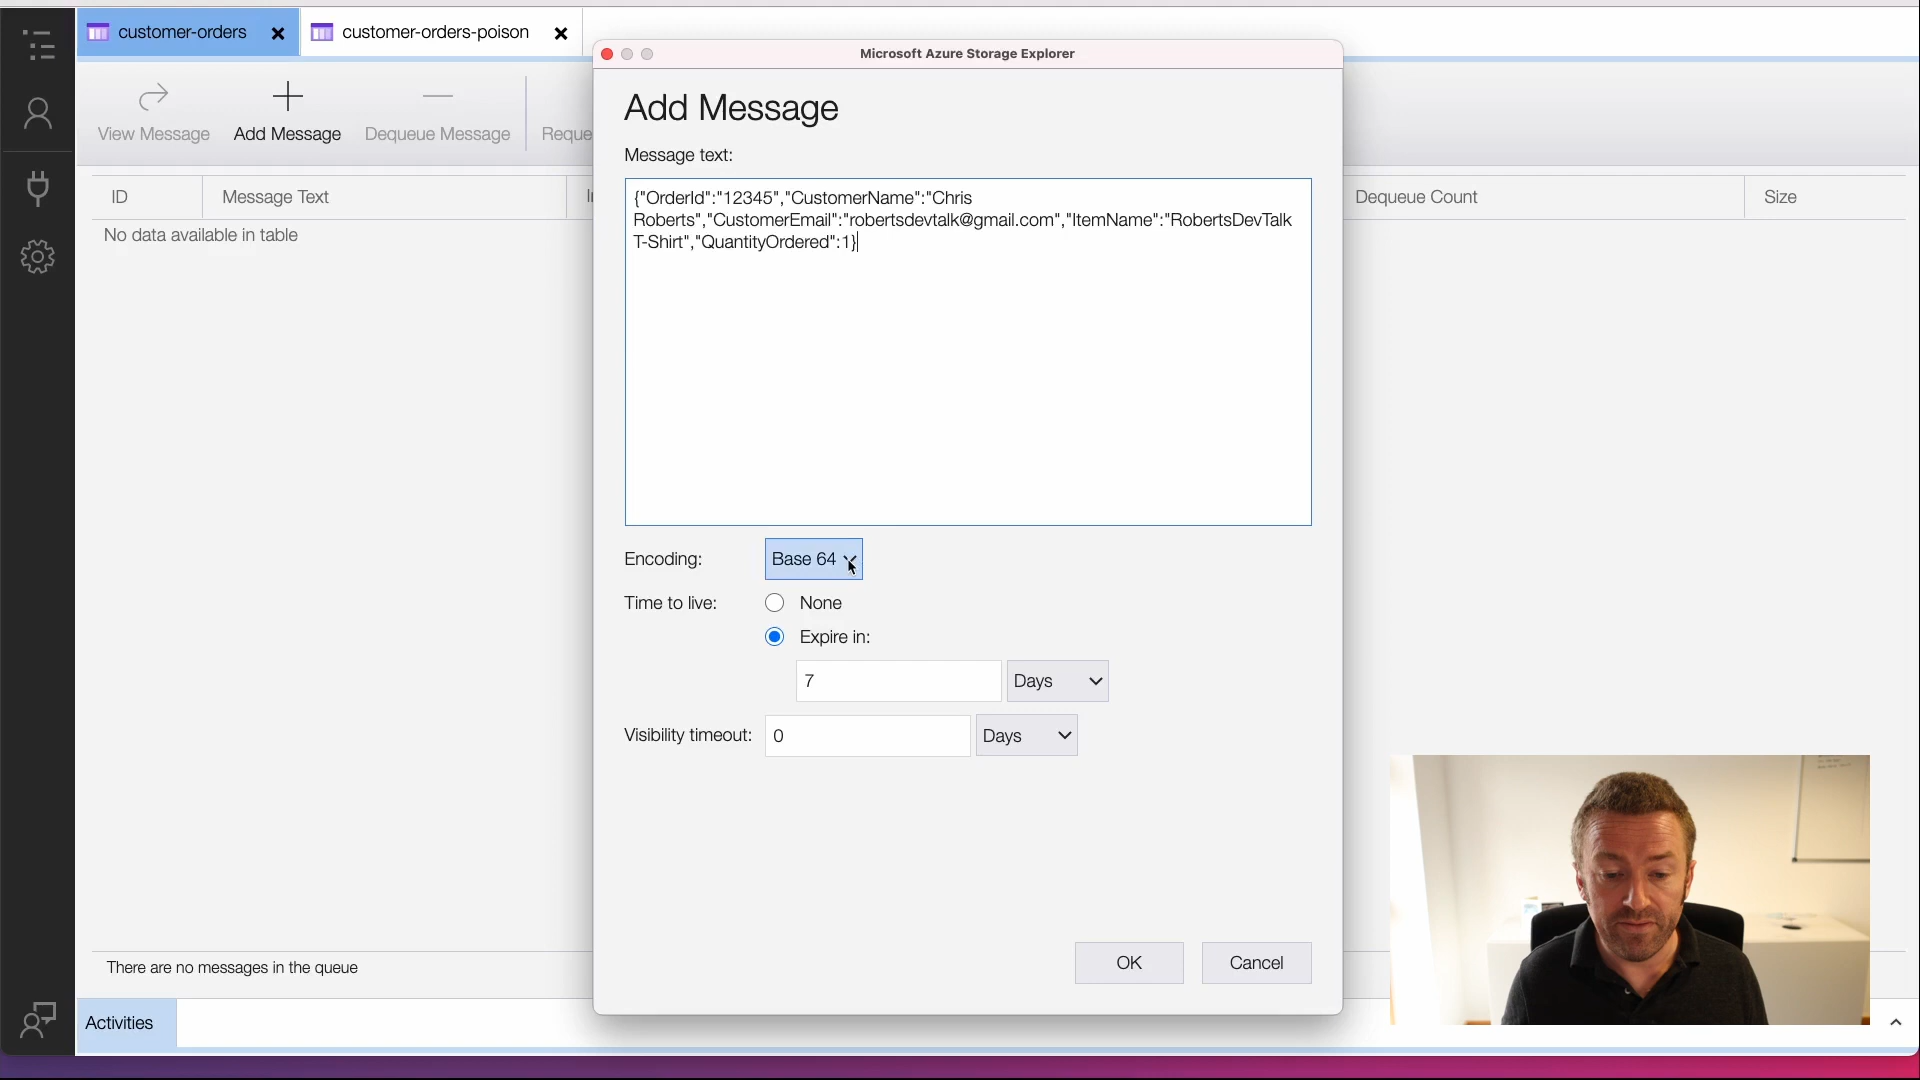 customer-orders
customer-orders-poison
Microsoft Azure Storage Explorer
View Message
Add Message
Dequeue Message
Add Message
Message text:
ID
Message Text
Dequeue Count
Size
No data available in table
{"OrderId":"12345","CustomerName":"Chris
Roberts","CustomerEmail":"robertsdevtalk@gmail.com","ItemName":"RobertsDevTalk
T-Shirt","QuantityOrdered":1}
Encoding:
Base 64
Time to live:
None
Expire in:
7
Days
Visibility timeout:
0
Days
OK
Cancel
There are no messages in the queue
Activities